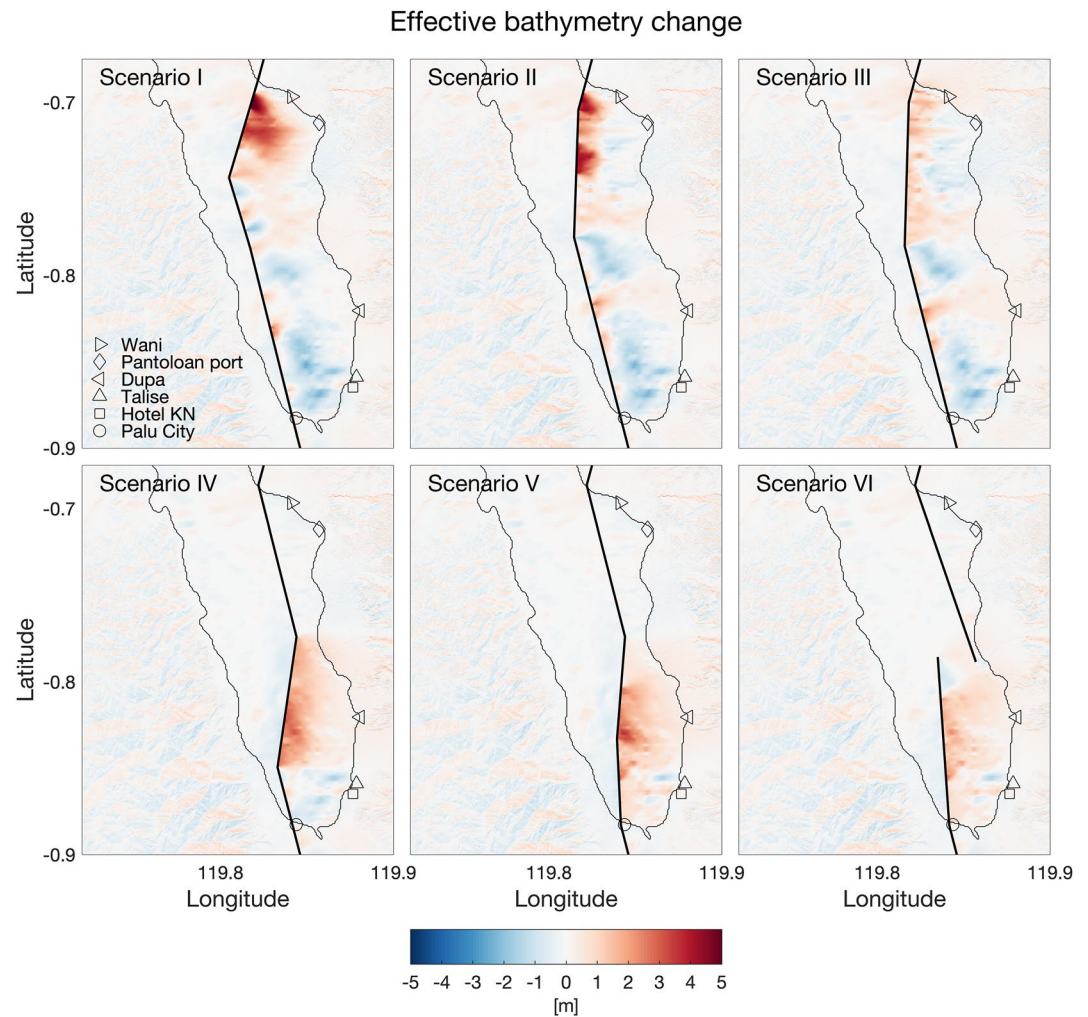 Effective bathymetry change
Scenario I
Scenario II
Scenario III
-0.7
-0.8
-0.9
Latitude
Wani
Pantoloan port
Dupa
Talise
Hotel KN
Palu City
Scenario IV
Scenario V
Scenario VI
-0.7
-0.8
-0.9
Latitude
119.8 119.9
119.8 119.9
119.8 119.9
Longitude
Longitude
Longitude
-5 -4 -3 -2 -1 0 1 2 3 4 5
[m]